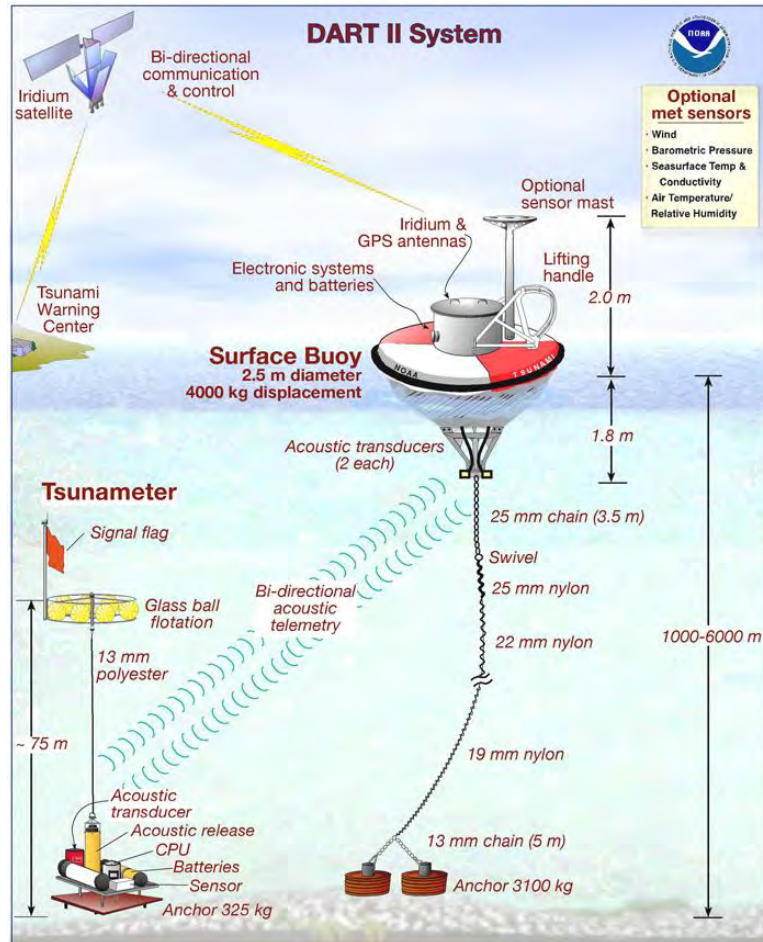 DART II System
NOAA
Iridium
satellite
Bi-directional
communication
& control
Optional
met sensors
· Wind
· Barometric Pressure
· Seasurface Temp &
Conductivity
· Air Temperature/
Relative Humidity
Optional
sensor mast
Iridium &
GPS antennas
Lifting
handle
Electronic systems
and batteries
2.0 m
Tsunami
Warning
Center
Surface Buoy
2.5 m diameter
4000 kg displacement
NOAA
TSUNAMI
1.8 m
Acoustic transducers
(2 each)
Tsunameter
Signal flag
25 mm chain (3.5 m)
Swivel
25 mm nylon
Glass ball
flotation
Bi-directional
acoustic
telemetry
22 mm nylon
1000-6000 m
13 mm
polyester
~ 75 m
19 mm nylon
Acoustic
transducer
Acoustic release
CPU
Batteries
Sensor
Anchor 325 kg
13 mm chain (5 m)
Anchor 3100 kg